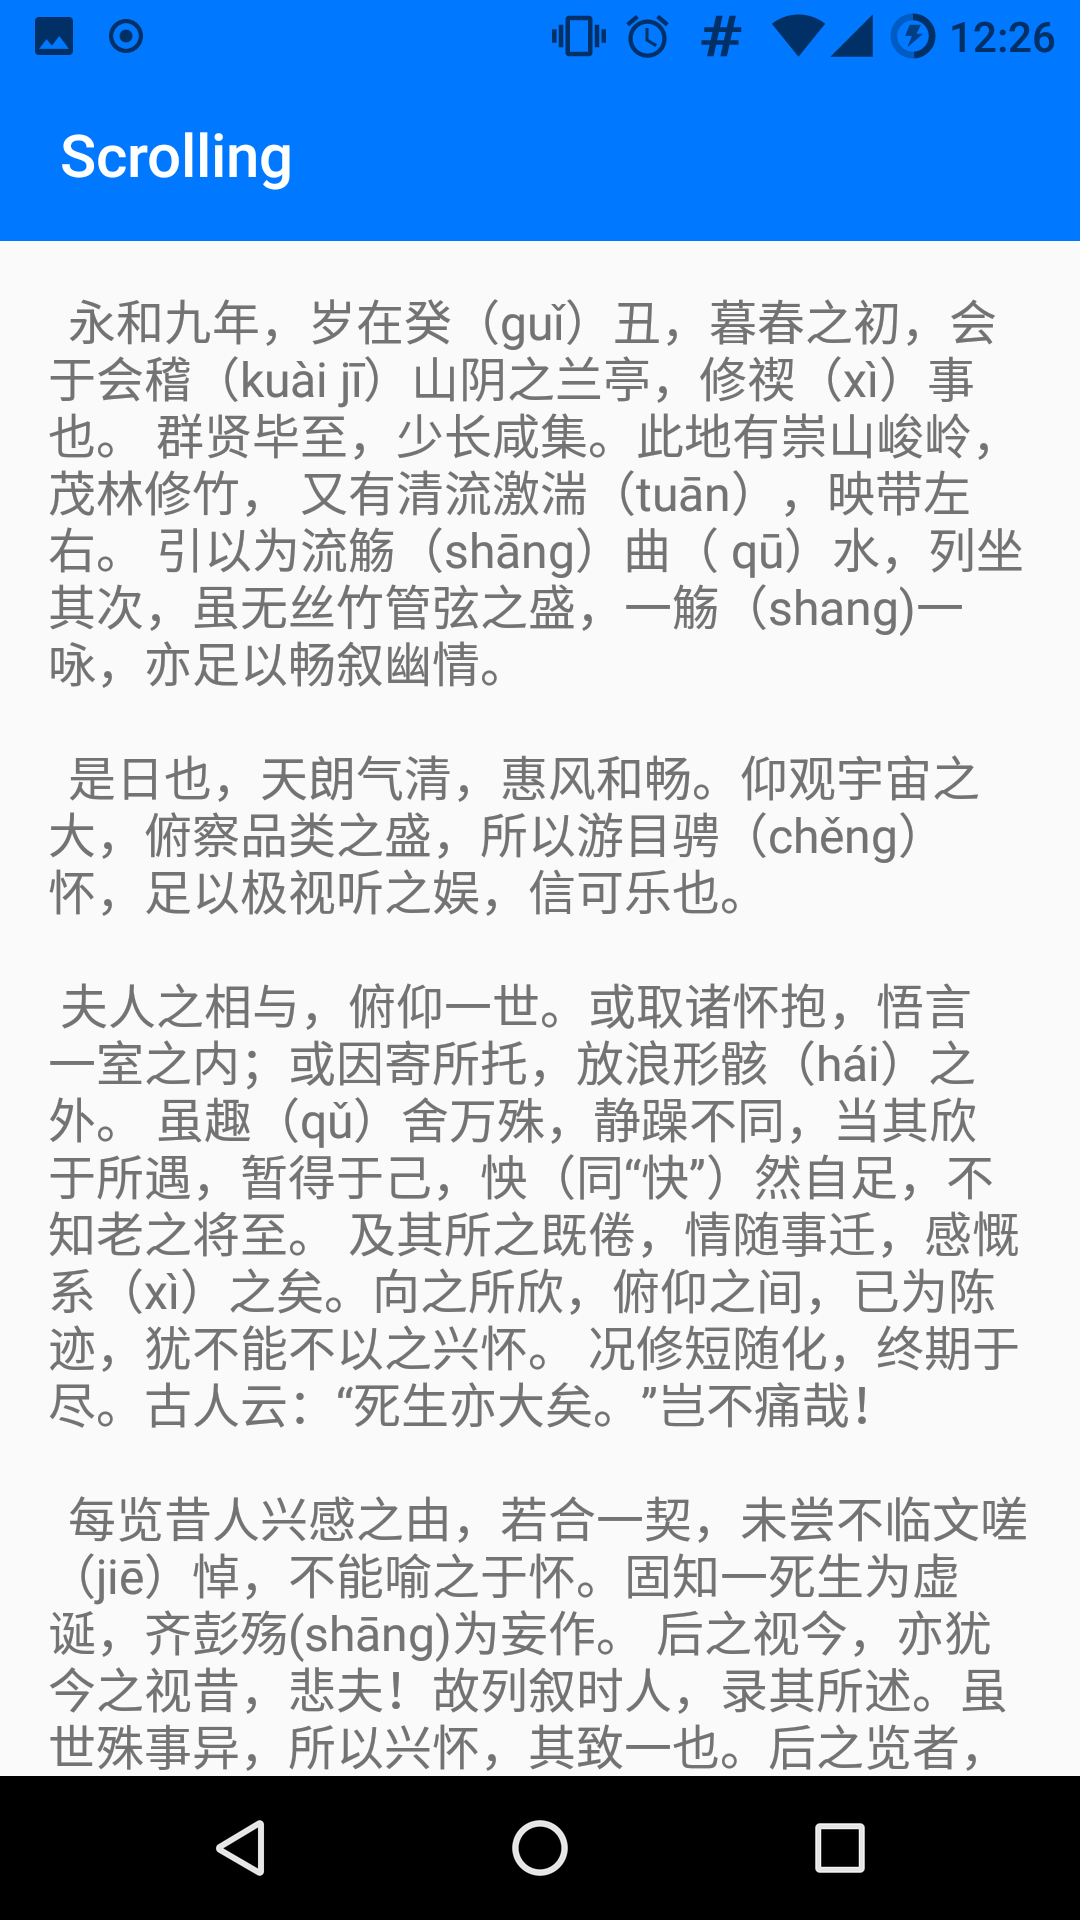 12:26
Scrolling
永和九年，岁在癸（guǐ）丑，暮春之初，会
于会稽（kuài jī）山阴之兰亭，修禊（xì）事
也。 群贤毕至，少长咸集。此地有崇山峻岭，
茂林修竹， 又有清流激湍（tuān），映带左
右。 引以为流觞（shāng）曲（ qū）水，列坐
其次，虽无丝竹管弦之盛，一觞（shang)一
咏，亦足以畅叙幽情。
是日也，天朗气清，惠风和畅。仰观宇宙之
大，俯察品类之盛，所以游目骋（chěng）
怀，足以极视听之娱，信可乐也。
夫人之相与，俯仰一世。或取诸怀抱，悟言
一室之内；或因寄所托，放浪形骸（hái）之
外。 虽趣（qǔ）舍万殊，静躁不同，当其欣
于所遇，暂得于己，怏（同“快”）然自足，不
知老之将至。 及其所之既倦，情随事迁，感慨
系（xì）之矣。向之所欣，俯仰之间，已为陈
迹，犹不能不以之兴怀。 况修短随化，终期于
尽。古人云：“死生亦大矣。”岂不痛哉！
每览昔人兴感之由，若合一契，未尝不临文嗟
（jiē）悼，不能喻之于怀。固知一死生为虚
诞，齐彭殇(shāng)为妄作。 后之视今，亦犹
今之视昔，悲夫！故列叙时人，录其所述。虽
世殊事异，所以兴怀，其致一也。后之览者，